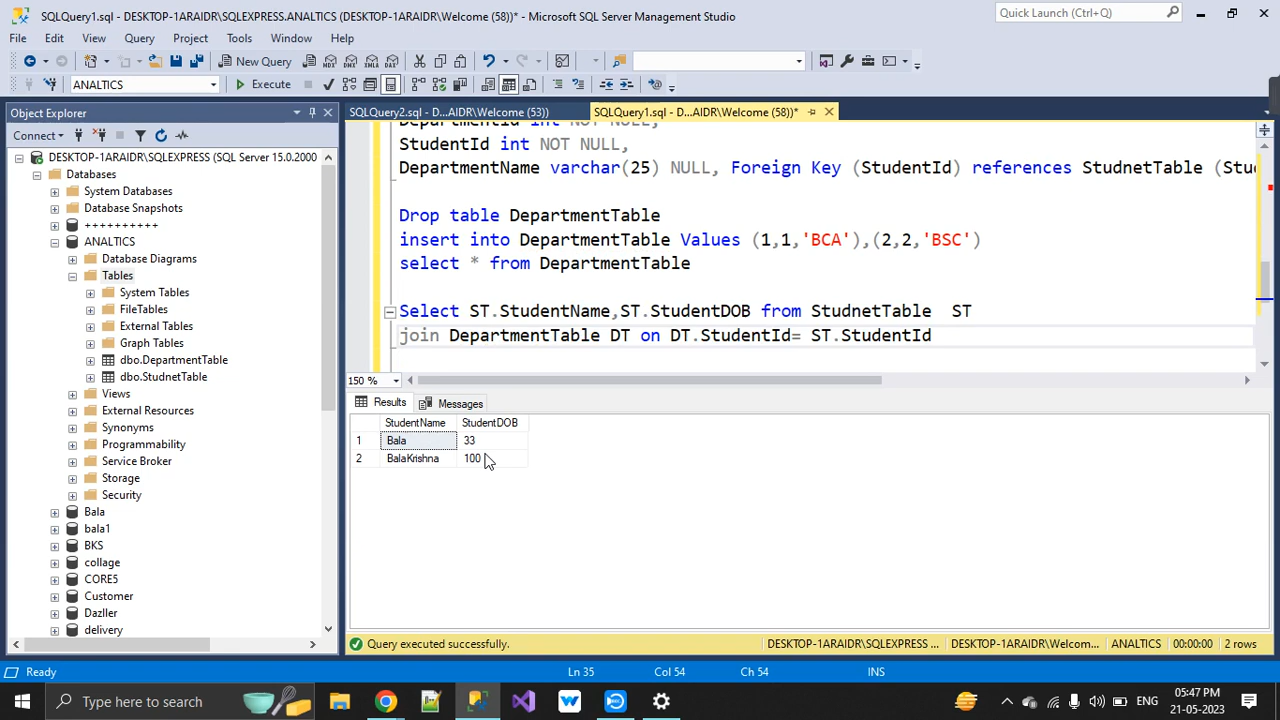 SQLQuery1.sql - DESKTOP-1ARAIDR\SQLEXPRESS.ANALTICS (DESKTOP-1ARAIDR\Welcome (58))* - Microsoft SQL Server Management Studio
Quick Launch (Ctrl+Q)
File Edit View Query Project Tools Window Help
New Query MDX DMX XMLA DAX
ANALTICS Execute
Object Explorer
SQLQuery2.sql - D...AIDR\Welcome (53))
SQLQuery1.sql - D...AIDR\Welcome (58))*
Connect
DESKTOP-1ARAIDR\SQLEXPRESS (SQL Server 15.0.2000
Databases
System Databases
Database Snapshots
++++++++++
ANALTICS
Database Diagrams
Tables
System Tables
FileTables
External Tables
Graph Tables
dbo.DepartmentTable
dbo.StudnetTable
Views
External Resources
Synonyms
Programmability
Service Broker
Storage
Security
Bala
bala1
BKS
collage
CORE5
Customer
Dazller
delivery
DepartmentId int NOT NULL,
StudentId int NOT NULL,
DepartmentName varchar(25) NULL, Foreign Key (StudentId) references StudnetTable (Stu
Drop table DepartmentTable
insert into DepartmentTable Values (1,1,'BCA'),(2,2,'BSC')
select * from DepartmentTable
Select ST.StudentName,ST.StudentDOB from StudnetTable ST
join DepartmentTable DT on DT.StudentId= ST.StudentId
150 %
Results Messages
StudentName StudentDOB
1 Bala 33
2 BalaKrishna 100
Query executed successfully.
DESKTOP-1ARAIDR\SQLEXPRESS ... DESKTOP-1ARAIDR\Welcom... ANALTICS 00:00:00 2 rows
Ready Ln 35 Col 54 Ch 54 INS
Type here to search
ENG
05:47 PM
21-05-2023